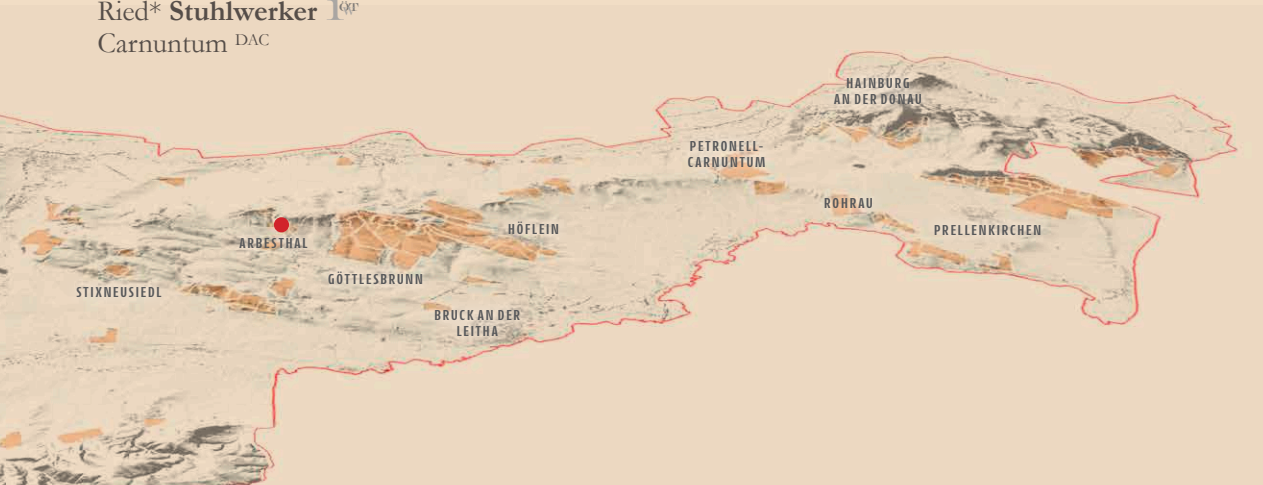 Ried* Stuhlwerker
Carnuntum DAC
HAINBURG
AN DER DONAU
PETRONELL-
CARNUNTUM
ROHRAU
PRELLENKIRCHEN
HÖFLEIN
ARBESTHAL
GÖTTLESBRUNN
STIXNEUSIEDL
BRUCK AN DER
LEITHA